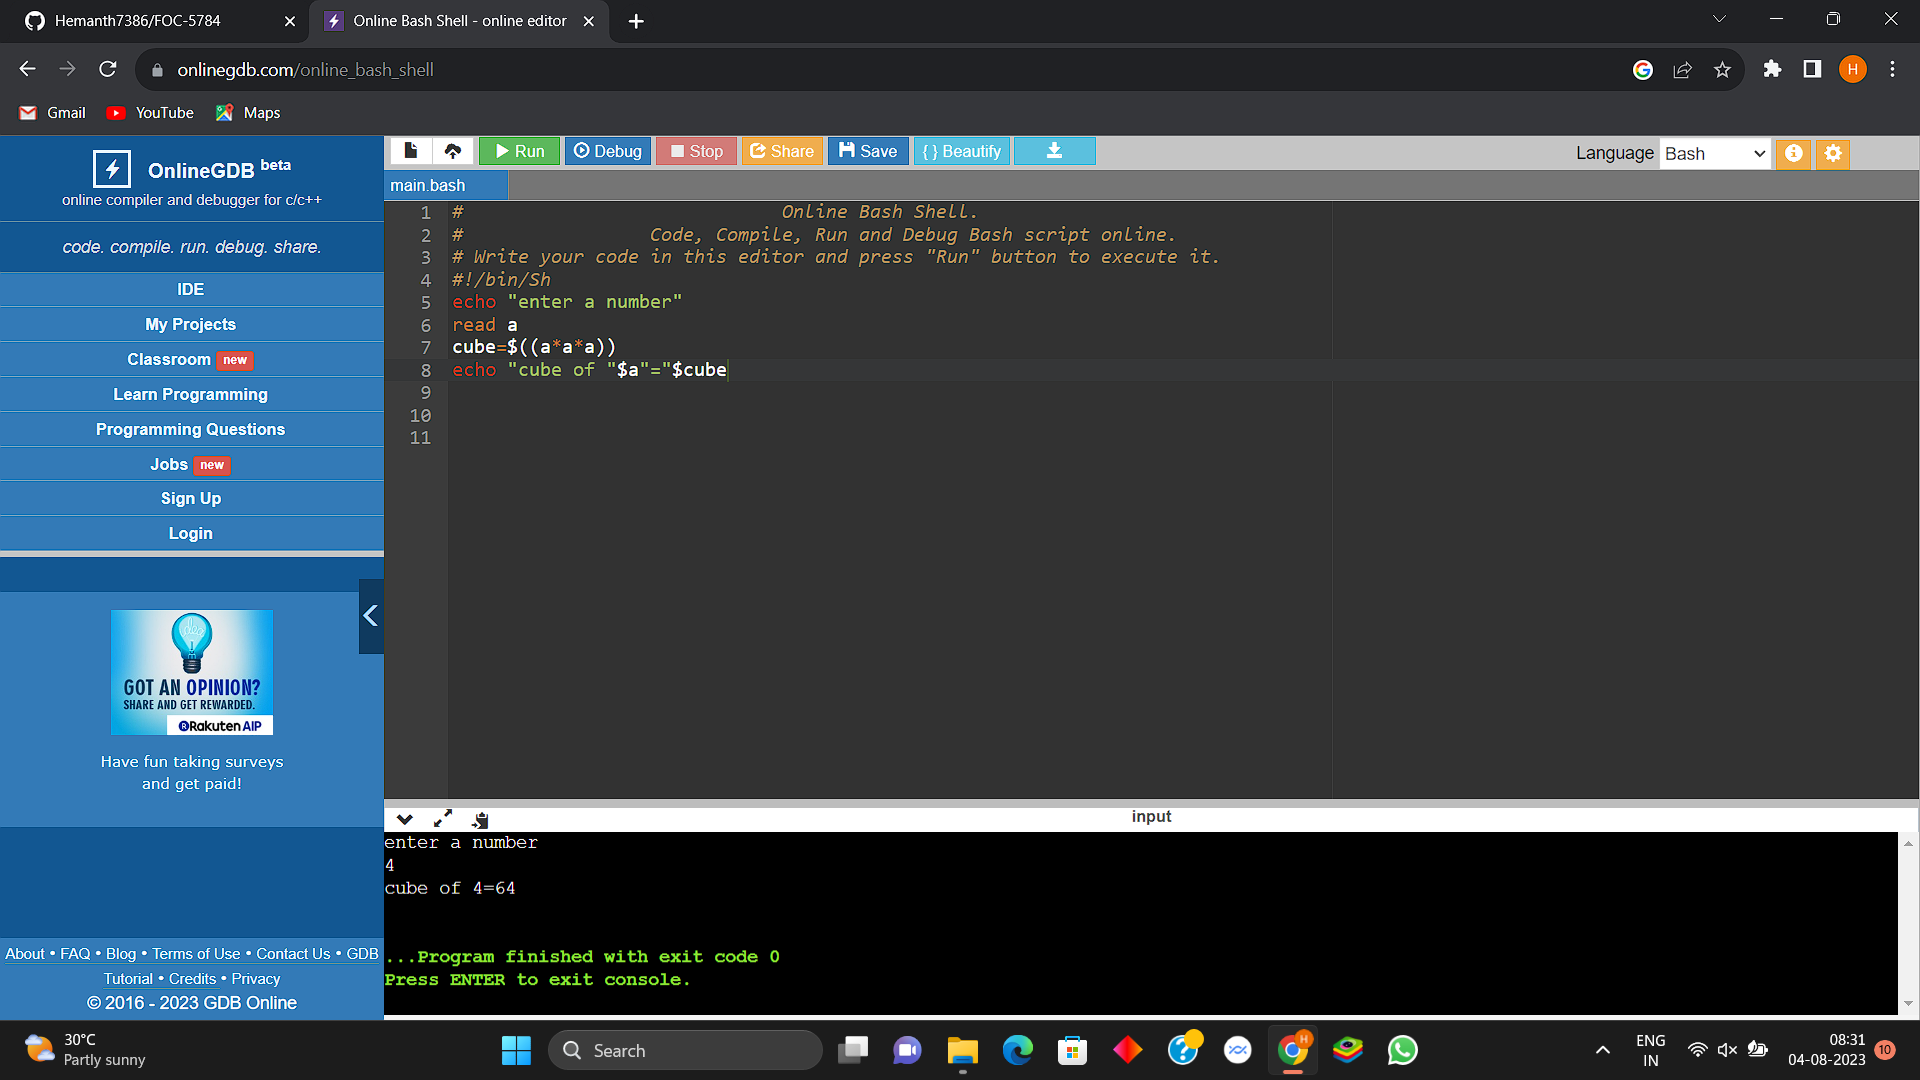 Hemanth7386/FOC-5784
Online Bash Shell - online editor
onlinegdb.com/online_bash_shell
H
Gmail
YouTube
Maps
OnlineGDB beta
online compiler and debugger for c/c++
code. compile. run. debug. share.
IDE
My Projects
Classroom new
Learn Programming
Programming Questions
Jobs new
Sign Up
Login
idea
GOT AN OPINION?
SHARE AND GET REWARDED.
Rakuten AIP
Have fun taking surveys
and get paid!
About • FAQ • Blog • Terms of Use • Contact Us • GDB
Tutorial • Credits • Privacy
© 2016 - 2023 GDB Online
Run Debug Stop Share Save {} Beautify
Language Bash
main.bash
1 # Online Bash Shell.
2 # Code, Compile, Run and Debug Bash script online.
3 # Write your code in this editor and press "Run" button to execute it.
4 #!/bin/Sh
5 echo "enter a number"
6 read a
7 cube=$((a*a*a))
8 echo "cube of "$a"="$cube
9
10
11
input
enter a number
4
cube of 4=64
...Program finished with exit code 0
Press ENTER to exit console.
30°C
Partly sunny
Search
H
ENG
IN
08:31
04-08-2023
10